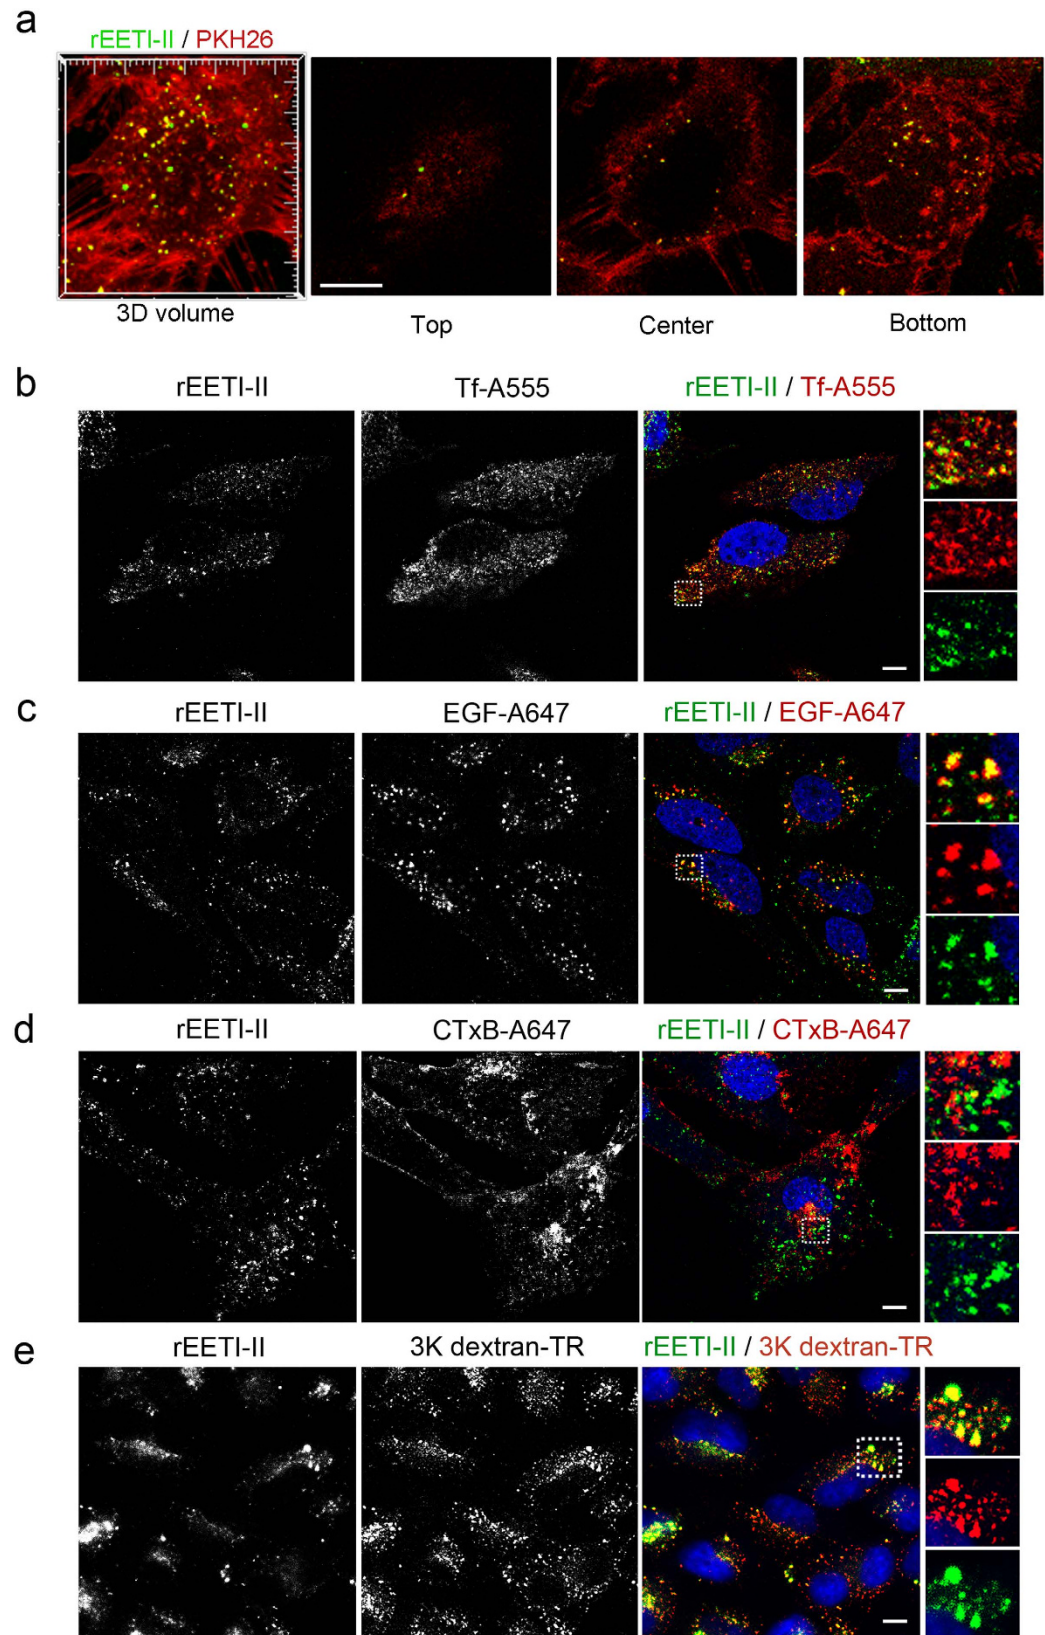 a
rEETI-II / PKH26
3D volume
Top
Center
Bottom
b
rEETI-II
Tf-A555
rEETI-II / Tf-A555
c
rEETI-II
EGF-A647
rEETI-II / EGF-A647
d
rEETI-II
CTxB-A647
rEETI-II / CTxB-A647
e
rEETI-II
3K dextran-TR
rEETI-II / 3K dextran-TR